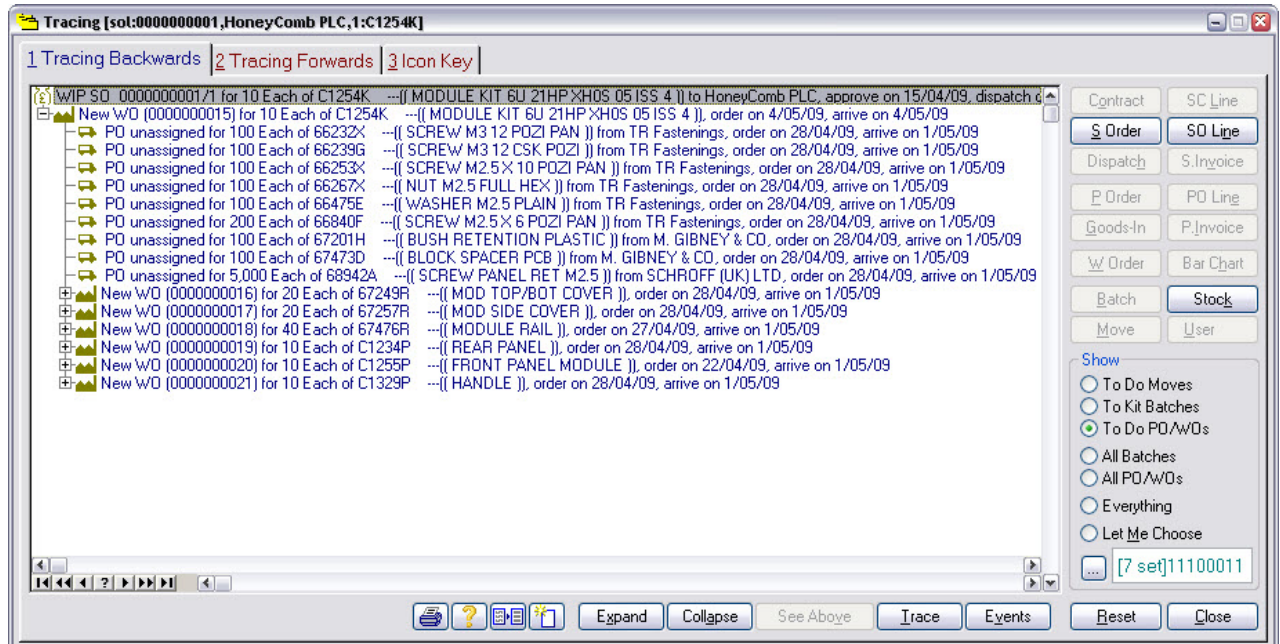 Tracing [sol:0000000001,HoneyComb PLC,1:C1254K]
1 Tracing Backwards 2 Tracing Forwards 3 Icon Key
WIP SO 0000000001/1 for 10 Each of C1254K ---(( MODULE KIT 6U 21HP XH0S 05 ISS 4 )) to HoneyComb PLC, approve on 15/04/09, dispatch
New WO (0000000015) for 10 Each of C1254K ---(( MODULE KIT 6U 21HP XH0S 05 ISS 4 )), order on 4/05/09, arrive on 4/05/09
PO unassigned for 100 Each of 66232X ---(( SCREW M3 12 POZI PAN )) from TR Fastenings, order on 28/04/09, arrive on 1/05/09
PO unassigned for 100 Each of 66239G ---(( SCREW M3 12 CSK POZI )) from TR Fastenings, order on 28/04/09, arrive on 1/05/09
PO unassigned for 100 Each of 66253X ---(( SCREW M2.5 X 10 POZI PAN )) from TR Fastenings, order on 28/04/09, arrive on 1/05/09
PO unassigned for 100 Each of 66267X ---(( NUT M2.5 FULL HEX )) from TR Fastenings, order on 28/04/09, arrive on 1/05/09
PO unassigned for 100 Each of 66475E ---(( WASHER M2.5 PLAIN )) from TR Fastenings, order on 28/04/09, arrive on 1/05/09
PO unassigned for 200 Each of 66840F ---(( SCREW M2.5 X 6 POZI PAN )) from TR Fastenings, order on 28/04/09, arrive on 1/05/09
PO unassigned for 100 Each of 67201H ---(( BUSH RETENTION PLASTIC )) from M. GIBNEY & CO, order on 28/04/09, arrive on 1/05/09
PO unassigned for 100 Each of 67473D ---(( BLOCK SPACER PCB )) from M. GIBNEY & CO, order on 28/04/09, arrive on 1/05/09
PO unassigned for 5,000 Each of 68942A ---(( SCREW PANEL RET M2.5 )) from SCHROFF (UK) LTD, order on 28/04/09, arrive on 1/05/09
New WO (0000000016) for 20 Each of 67249R ---(( MOD TOP/BOT COVER )), order on 28/04/09, arrive on 1/05/09
New WO (0000000017) for 20 Each of 67257R ---(( MOD SIDE COVER )), order on 28/04/09, arrive on 1/05/09
New WO (0000000018) for 40 Each of 67476R ---(( MODULE RAIL )), order on 27/04/09, arrive on 1/05/09
New WO (0000000019) for 10 Each of C1234P ---(( REAR PANEL )), order on 28/04/09, arrive on 1/05/09
New WO (0000000020) for 10 Each of C1255P ---(( FRONT PANEL MODULE )), order on 22/04/09, arrive on 1/05/09
New WO (0000000021) for 10 Each of C1329P ---(( HANDLE )), order on 28/04/09, arrive on 1/05/09
Contract SC Line
S Order SO Line
Dispatch S.Invoice
P Order PO Line
Goods-In P.Invoice
W Order Bar Chart
Batch Stock
Move User
Show
To Do Moves
To Kit Batches
To Do PO/WOs
All Batches
All PO/WOs
Everything
Let Me Choose
... [7 set]11100011
? Expand Collapse See Above Trace Events Reset Close